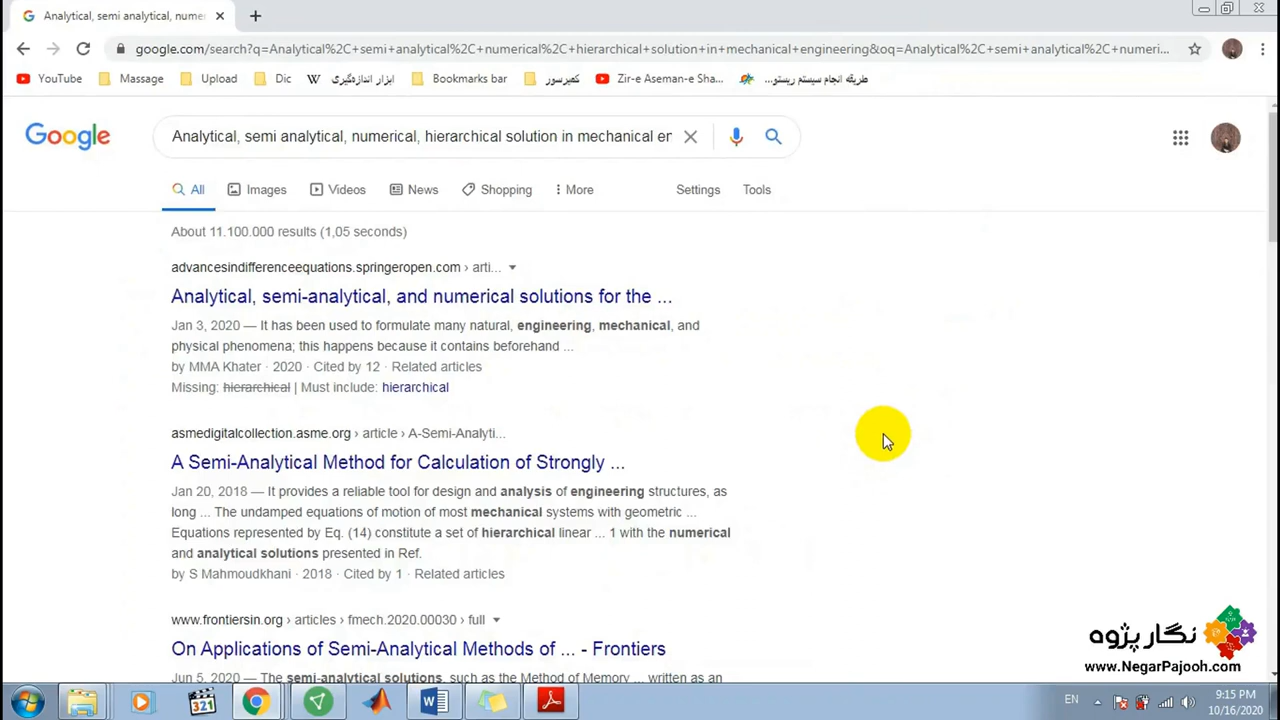 Analytical, semi analytical, nume
google.com/search?q=Analytical%2C+semi+analytical%2C+numerical%2C+hierarchical+solution+in+mechanical+engineering&oq=Analytical%2C+semi+analytical%2C+numeri...
YouTube Massage Upload Dic ابزار اندازه‌گیری Bookmarks bar کمپرسور Zir-e Aseman-e Sha... طریقه انجام سیستم ریستو...
Google
Analytical, semi analytical, numerical, hierarchical solution in mechanical en
All Images Videos News Shopping More Settings Tools
About 11.100.000 results (1,05 seconds)
advancesindifferenceequations.springeropen.com › arti...
Analytical, semi-analytical, and numerical solutions for the ...
Jan 3, 2020 — It has been used to formulate many natural, engineering, mechanical, and
physical phenomena; this happens because it contains beforehand ...
by MMA Khater · 2020 · Cited by 12 · Related articles
Missing: hierarchical | Must include: hierarchical
asmedigitalcollection.asme.org › article › A-Semi-Analyti...
A Semi-Analytical Method for Calculation of Strongly ...
Jan 20, 2018 — It provides a reliable tool for design and analysis of engineering structures, as
long ... The undamped equations of motion of most mechanical systems with geometric ...
Equations represented by Eq. (14) constitute a set of hierarchical linear ... 1 with the numerical
and analytical solutions presented in Ref.
by S Mahmoudkhani · 2018 · Cited by 1 · Related articles
www.frontiersin.org › articles › fmech.2020.00030 › full
On Applications of Semi-Analytical Methods of ... - Frontiers
Jun 5, 2020 — The semi-analytical solutions, such as the Method of Memory ... written as an
نگار پژوه
www.NegarPajooh.com
321
EN
9:15 PM
10/16/2020